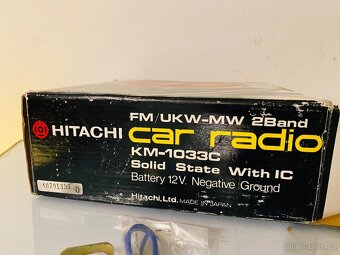 FM/UKW-MW 2Band
HITACHI car radio
KM-1033C
Solid State With IC
Battery 12V, Negative Ground
Hitachi, Ltd. MADE IN JAPAN